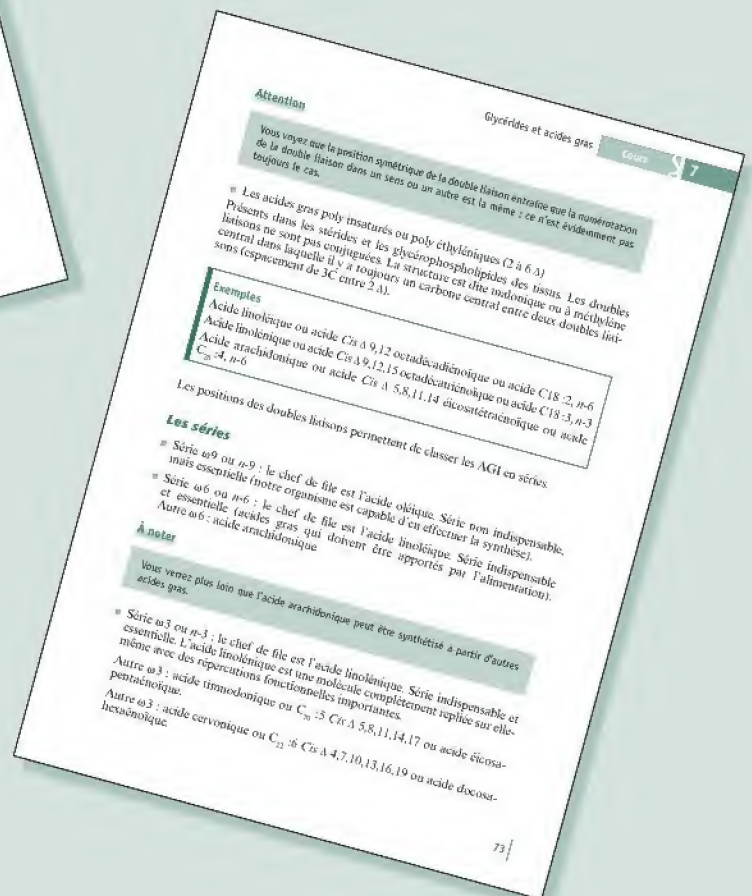 Glycérides et acides gras Cours 7
Attention
Vous voyez que la position symétrique de la double liaison entraîne que la numérotation
de la double liaison dans un sens ou un autre est la même ; ce n'est évidemment pas
toujours le cas.
Les acides gras poly insaturés ou poly éthyléniques (2 à 6 Δ)
Présents dans les stérides et les glycérophospholipides des tissus. Les doubles
liaisons ne sont pas conjuguées. La structure est dite malonique ou à méthylène
central dans laquelle il y a toujours un carbone central entre deux doubles liai-
sons (espacement de 3C entre 2 Δ).
Exemples
Acide linoléique ou acide Cis Δ 9,12 octadécadiénoïque ou acide C18 :2, n-6
Acide linolénique ou acide Cis Δ 9,12,15 octadécatriénoïque ou acide C18 :3, n-3
Acide arachidonique ou acide Cis Δ 5,8,11,14 éicosatétraénoïque ou acide
C₂₀ :4, n-6
Les positions des doubles liaisons permettent de classer les AGI en séries.
Les séries
Série ω9 ou n-9 : le chef de file est l'acide oléique. Série non indispensable,
mais essentielle (notre organisme est capable d'en effectuer la synthèse).
Série ω6 ou n-6 : le chef de file est l'acide linoléique. Série indispensable
et essentielle (acides gras qui doivent être apportés par l'alimentation).
Autre ω6 : acide arachidonique
À noter
Vous verrez plus loin que l'acide arachidonique peut être synthétisé à partir d'autres
acides gras.
Série ω3 ou n-3 : le chef de file est l'acide linolénique. Série indispensable et
essentielle. L'acide linolénique est une molécule complètement repliée sur elle-
même avec des répercutions fonctionnelles importantes.
Autre ω3 : acide timnodonique ou C₂₀ :5 Cis Δ 5,8,11,14,17 ou acide éicosa-
pentaénoïque.
Autre ω3 : acide cervonique ou C₂₂ :6 Cis Δ 4,7,10,13,16,19 ou acide docosa-
hexaénoïque
73